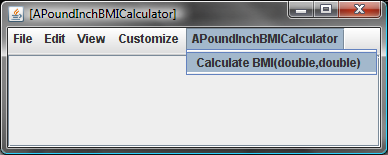 [APoundInchBMICalculator]
File Edit View Customize APoundInchBMICalculator
Calculate BMI(double,double)